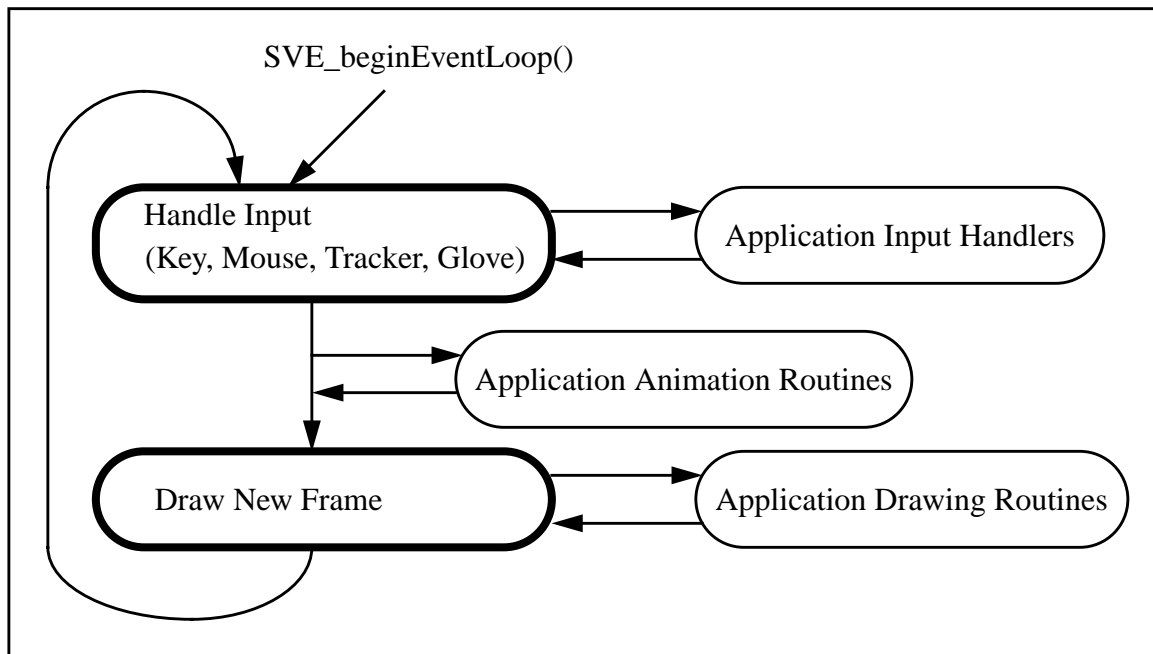 SVE_beginEventLoop()
Handle Input
(Key, Mouse, Tracker, Glove)
Application Input Handlers
Application Animation Routines
Draw New Frame
Application Drawing Routines